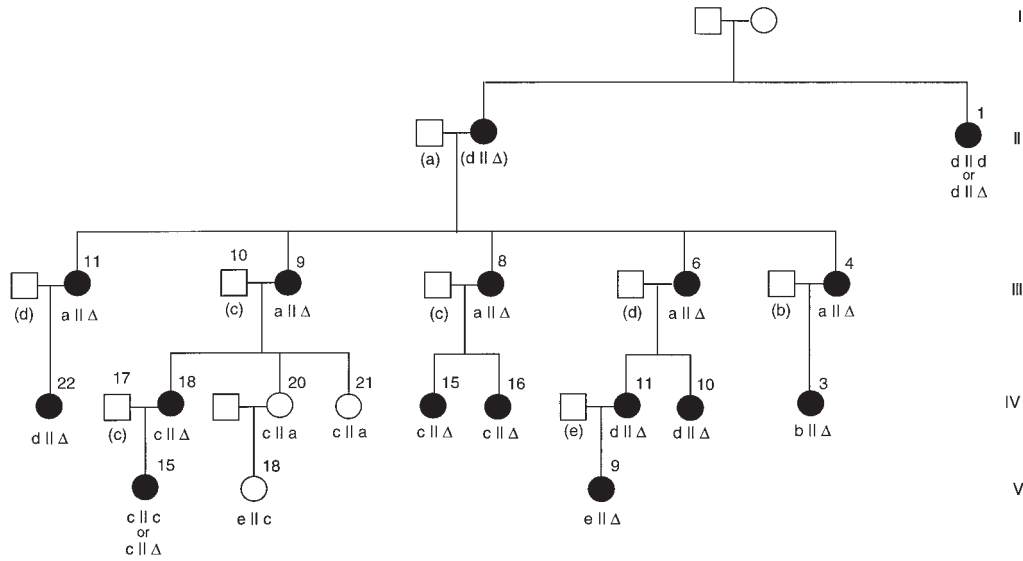 I
1
II
(a) (d || Δ)
d || d
or
d || Δ
11
10
9
8
6
4
III
(d)
a || Δ
(c)
a || Δ
(c)
a || Δ
(d)
a || Δ
(b)
a || Δ
22
17
18
20
21
15
16
11
10
3
IV
d || Δ
(c)
c || Δ
c || a
c || a
c || Δ
c || Δ
(e)
d || Δ
d || Δ
b || Δ
15
18
9
V
c || c
or
c || Δ
e || c
e || Δ